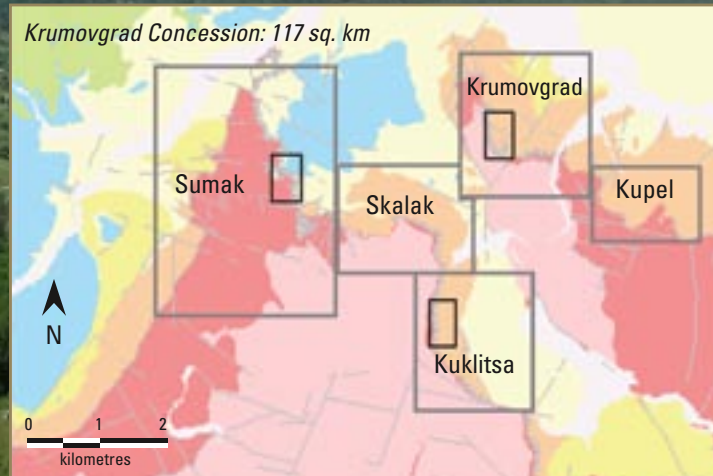 Krumovgrad Concession: 117 sq. km
Krumovgrad
Sumak
Skalak
Kupel
N
Kuklitsa
0 1 2
kilometres